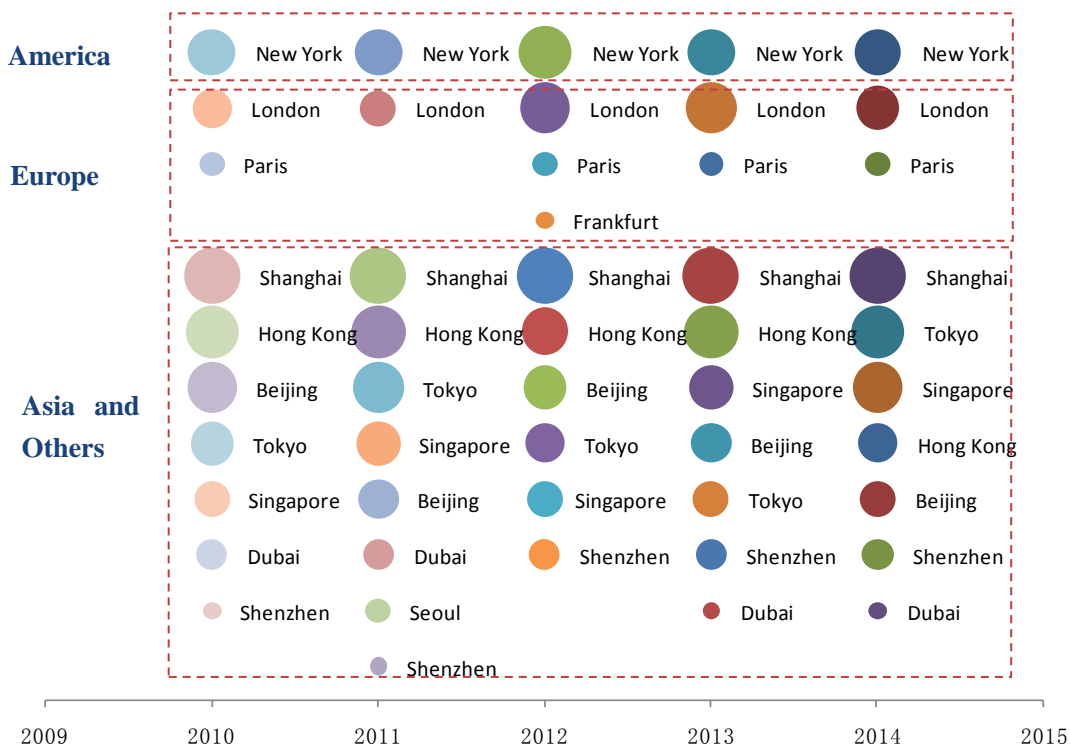 America
New York New York New York New York New York
London London London London London
Europe
Paris Paris Paris Paris
Frankfurt
Shanghai Shanghai Shanghai Shanghai Shanghai
Hong Kong Hong Kong Hong Kong Hong Kong Tokyo
Beijing Tokyo Beijing Singapore Singapore
Asia and
Others
Tokyo Singapore Tokyo Beijing Hong Kong
Singapore Beijing Singapore Tokyo Beijing
Dubai Dubai Shenzhen Shenzhen Shenzhen
Shenzhen Seoul Dubai Dubai
Shenzhen
2009 2010 2011 2012 2013 2014 2015